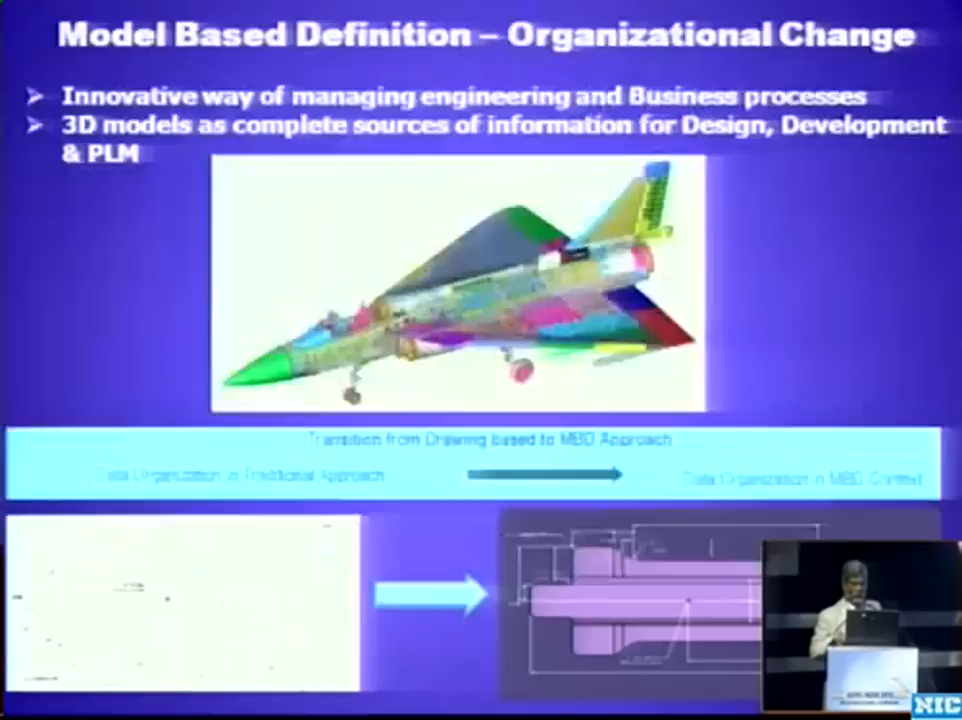 Model Based Definition – Organizational Change
➢ Innovative way of managing engineering and Business processes
➢ 3D models as complete sources of information for Design, Development
& PLM
Transition from Drawing based to MBD Approach
Data Organization in Traditional Approach
Data Organization in MBD Context
NIC